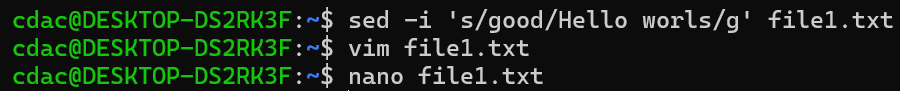 cdac@DESKTOP-DS2RK3F:~$ sed -i 's/good/Hello worls/g' file1.txt
cdac@DESKTOP-DS2RK3F:~$ vim file1.txt
cdac@DESKTOP-DS2RK3F:~$ nano file1.txt